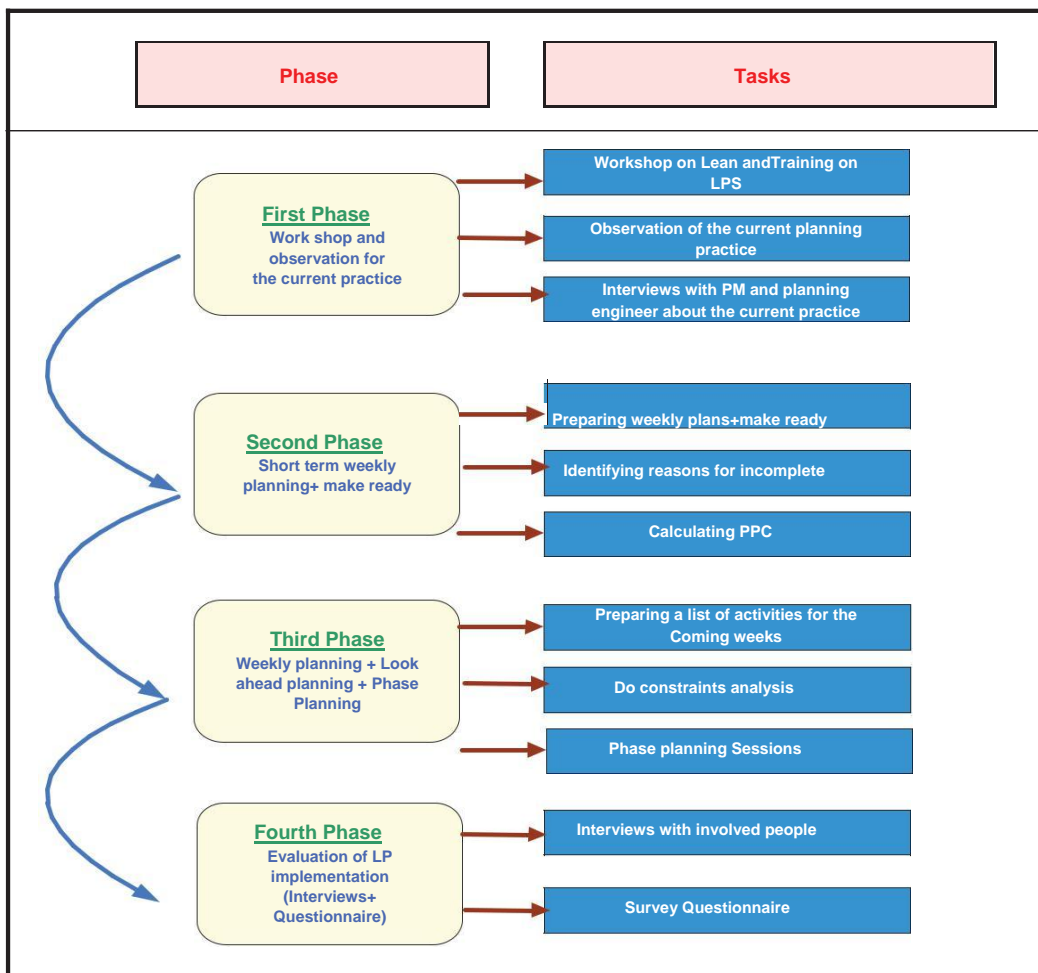 Phase
Tasks
First Phase
Work shop and
observation for
the current practice
Workshop on Lean andTraining on
LPS
Observation of the current planning
practice
Interviews with PM and planning
engineer about the current practice
Second Phase
Short term weekly
planning+ make ready
Preparing weekly plans+make ready
Identifying reasons for incomplete
Calculating PPC
Third Phase
Weekly planning + Look
ahead planning + Phase
Planning
Preparing a list of activities for the
Coming weeks
Do constraints analysis
Phase planning Sessions
Fourth Phase
Evaluation of LP
implementation
(Interviews+
Questionnaire)
Interviews with involved people
Survey Questionnaire